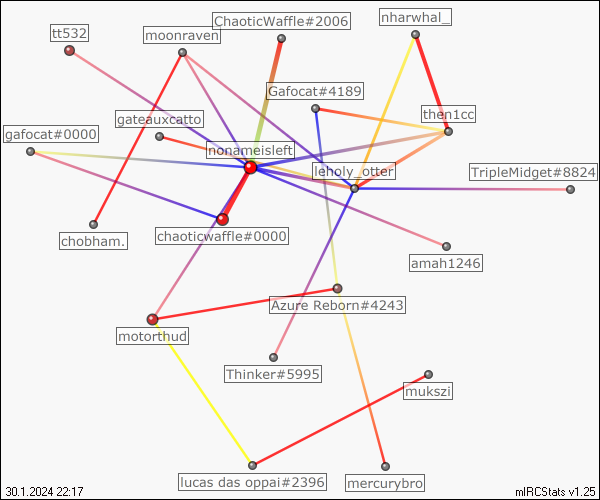 ChaoticWaffle#2006
nharwhal_
tt532
moonraven
Gafocat#4189
gateauxcatto
then1cc
gafocat#0000
nonameisleft
leholy_otter
TripleMidget#8824
chobham.
chaoticwaffle#0000
amah1246
Azure Reborn#4243
motorthud
Thinker#5995
mukszi
lucas das oppai#2396
mercurybro
30.1.2024 22:17
mIRCStats v1.25